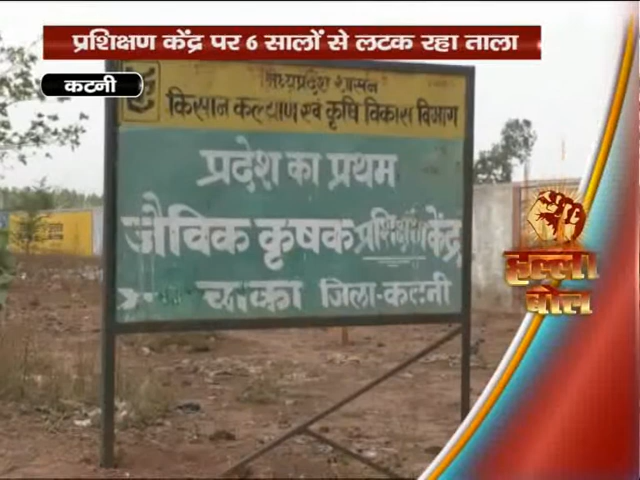 प्रशिक्षण केंद्र पर 6 सालों से लटक रहा ताला
कटनी
मध्यप्रदेश शासन
किसान कल्याण एवं कृषि विकास विभाग
प्रदेश का प्रथम
जैविक कृषक प्रशिक्षण केंद्र
चाका जिला-कटनी
हल्ला
बोल